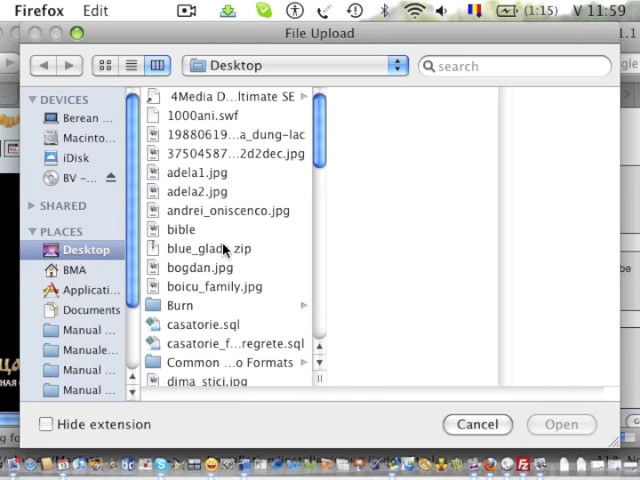 Firefox Edit (1:15) V 11:59
File Upload
Desktop search
DEVICES
Berean ...
Macinto...
iDisk
BV - ...
SHARED
PLACES
Desktop
BMA
Applicati...
Documents
Manual ...
Manuale...
Manual ...
Manual ...
4Media D...ltimate SE
1000ani.swf
19880619...a_dung-lac
37504587...2d2dec.jpg
adela1.jpg
adela2.jpg
andrei_oniscenco.jpg
bible
bogdan.jpg
boicu_family.jpg
Burn
casatorie.sql
casatorie_f...regrete.sql
Common ...o Formats
dima_stici.jpg
Hide extension
Cancel Open